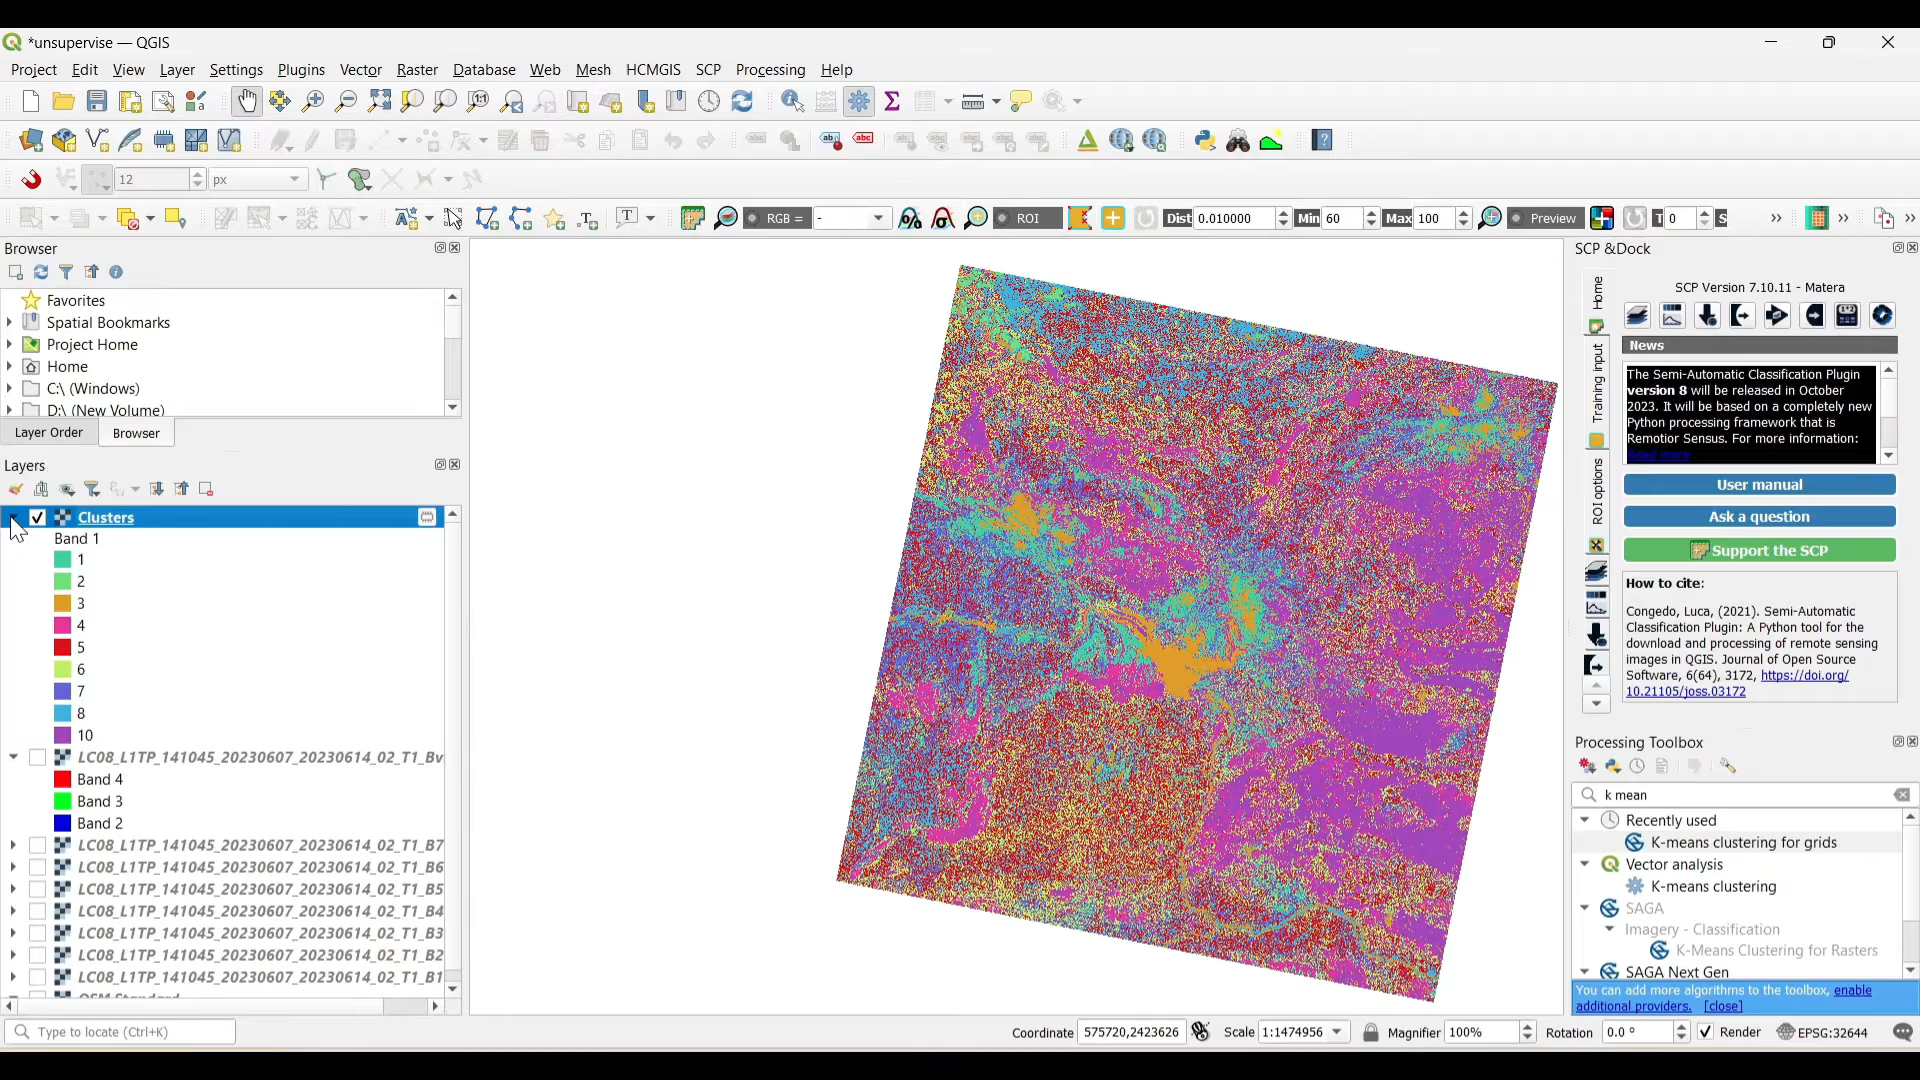 *unsupervise — QGIS
Project Edit View Layer Settings Plugins Vector Raster Database Web Mesh HCMGIS SCP Processing Help
12 px
RGB = - ROI Dist 0.010000 Min 60 Max 100 Preview T 0 S
Browser
Favorites
Spatial Bookmarks
Project Home
Home
C:\ (Windows)
D:\ (New Volume)
Layer Order Browser
Layers
Clusters
Band 1
1
2
3
4
5
6
7
8
10
LC08_L1TP_141045_20230607_20230614_02_T1_Bv
Band 4
Band 3
Band 2
LC08_L1TP_141045_20230607_20230614_02_T1_B7
LC08_L1TP_141045_20230607_20230614_02_T1_B6
LC08_L1TP_141045_20230607_20230614_02_T1_B5
LC08_L1TP_141045_20230607_20230614_02_T1_B4
LC08_L1TP_141045_20230607_20230614_02_T1_B3
LC08_L1TP_141045_20230607_20230614_02_T1_B2
LC08_L1TP_141045_20230607_20230614_02_T1_B1
SCP &Dock
Home
Training input
ROI options
SCP Version 7.10.11 - Matera
News
The Semi-Automatic Classification Plugin
version 8 will be released in October
2023. It will be based on a completely new
Python processing framework that is
Remotior Sensus. For more information:
Read more
User manual
Ask a question
Support the SCP
How to cite:
Congedo, Luca, (2021). Semi-Automatic
Classification Plugin: A Python tool for the
download and processing of remote sensing
images in QGIS. Journal of Open Source
Software, 6(64), 3172, https://doi.org/
10.21105/joss.03172
Processing Toolbox
k mean
Recently used
K-means clustering for grids
Vector analysis
K-means clustering
SAGA
Imagery - Classification
K-Means Clustering for Rasters
SAGA Next Gen
You can add more algorithms to the toolbox, enable
additional providers. [close]
Type to locate (Ctrl+K) Coordinate 575720,2423626 Scale 1:1474956 Magnifier 100% Rotation 0.0 ° Render EPSG:32644